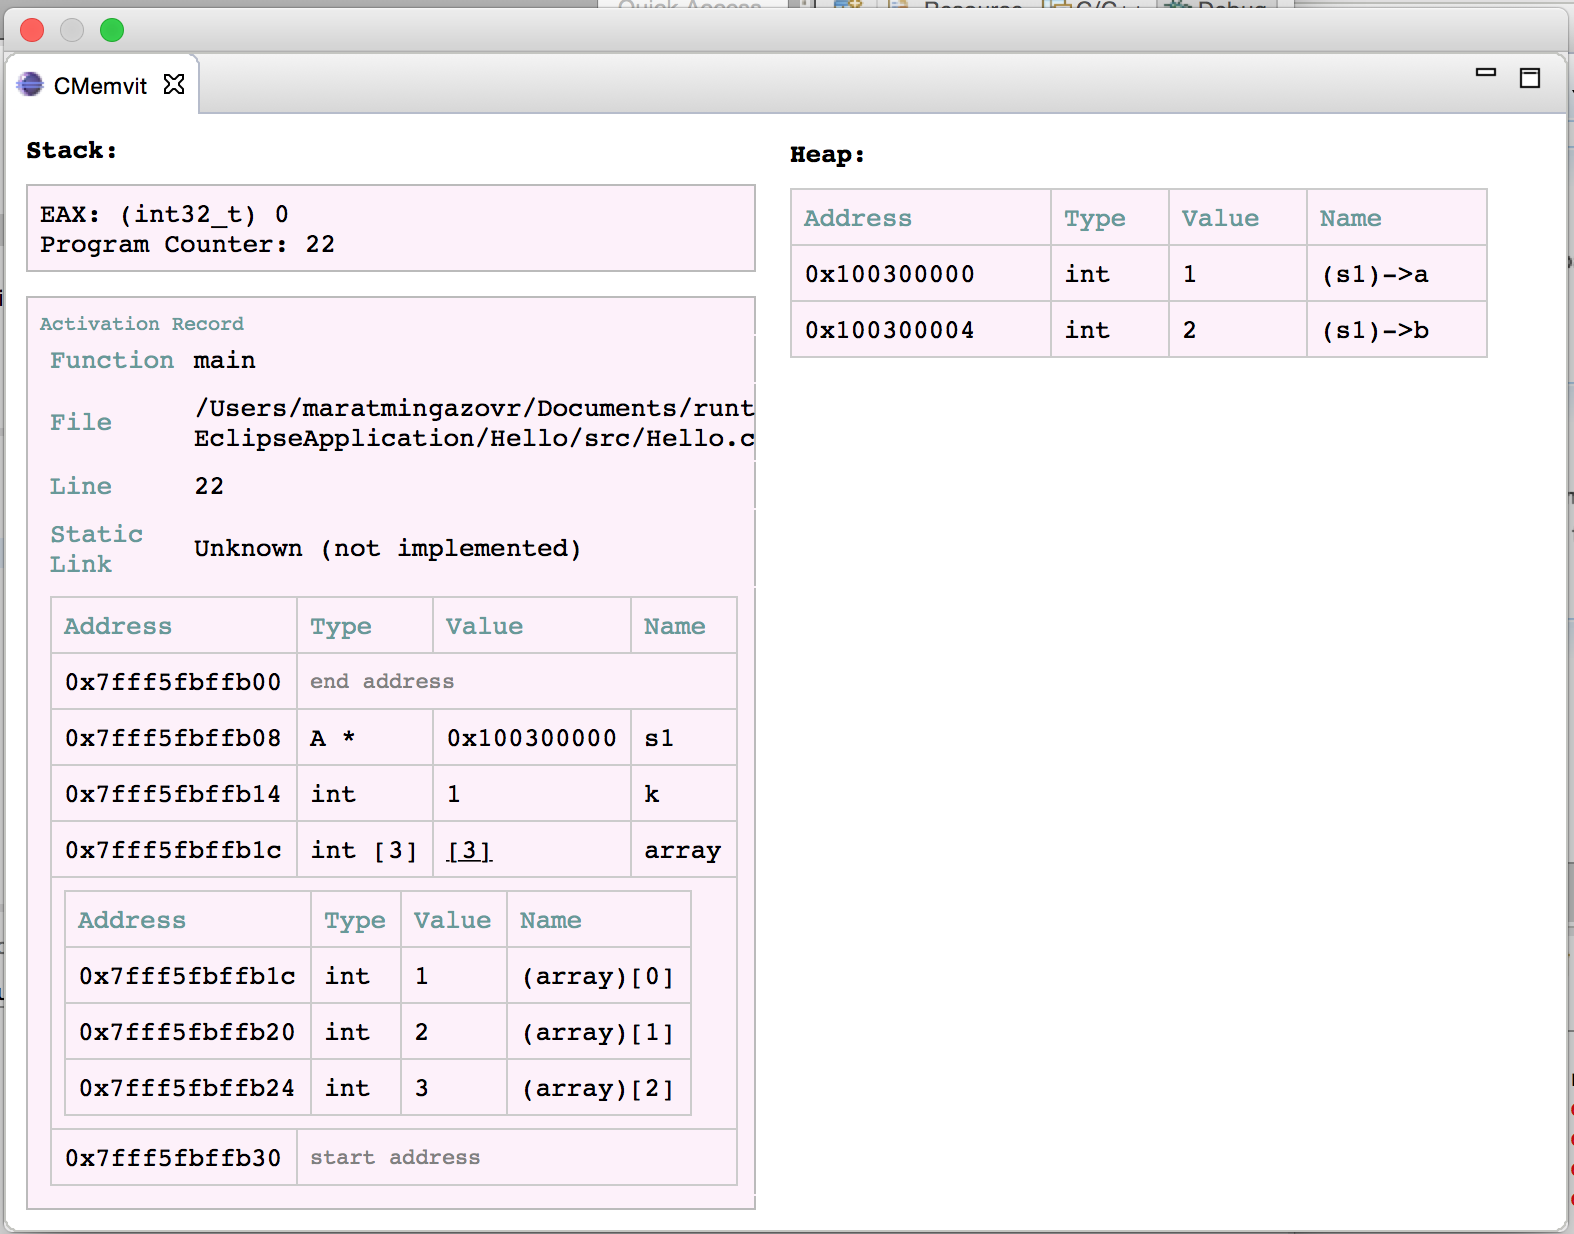 Quick Access Resource C/C++ Debug
CMemvit
Stack:
EAX: (int32_t) 0
Program Counter: 22
Activation Record
Function main
File /Users/maratmingazovr/Documents/runt
EclipseApplication/Hello/src/Hello.c
Line 22
Static
Link Unknown (not implemented)
Address Type Value Name
0x7fff5fbffb00 end address
0x7fff5fbffb08 A * 0x100300000 s1
0x7fff5fbffb14 int 1 k
0x7fff5fbffb1c int [3] [3] array
Address Type Value Name
0x7fff5fbffb1c int 1 (array)[0]
0x7fff5fbffb20 int 2 (array)[1]
0x7fff5fbffb24 int 3 (array)[2]
0x7fff5fbffb30 start address
Heap:
Address Type Value Name
0x100300000 int 1 (s1)->a
0x100300004 int 2 (s1)->b